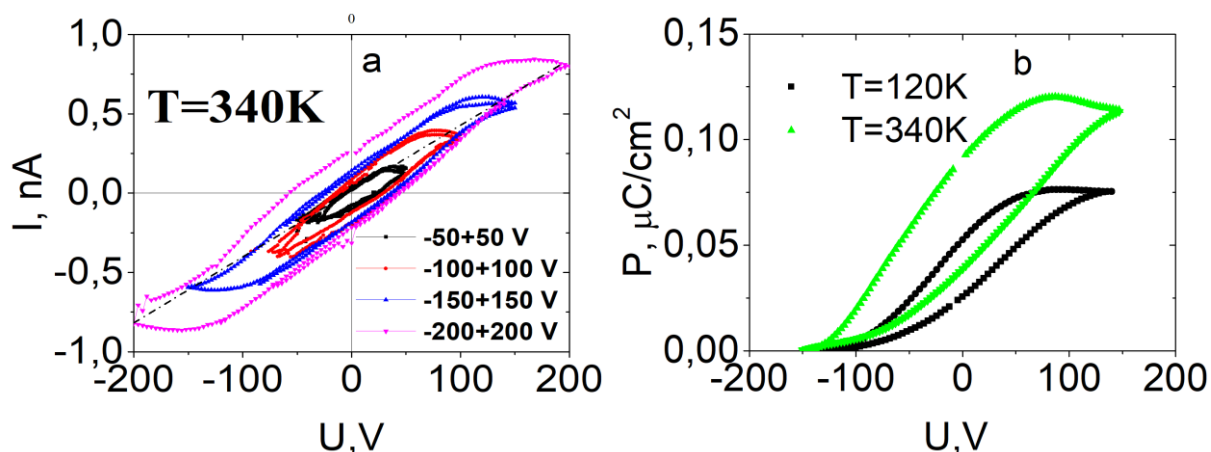 0
a
T=340K
I, nA
1,0
0,5
0,0
-0,5
-1,0
-50+50 V
-100+100 V
-150+150 V
-200+200 V
-200 -100 0 100 200
U,V
b
T=120K
T=340K
P, μC/cm²
0,15
0,10
0,05
0,00
-200 -100 0 100 200
U,V